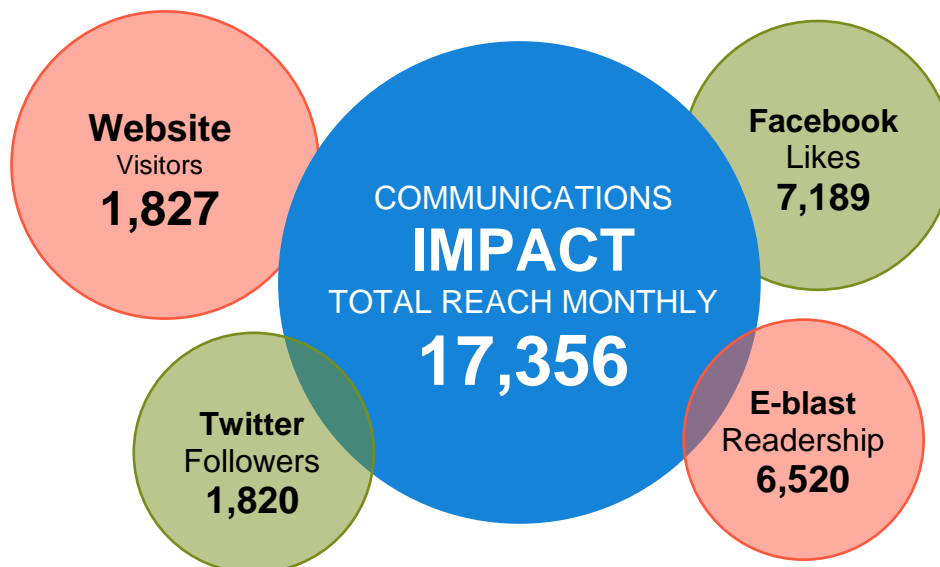 Website
Visitors
1,827
COMMUNICATIONS
IMPACT
TOTAL REACH MONTHLY
17,356
Facebook
Likes
7,189
Twitter
Followers
1,820
E-blast
Readership
6,520